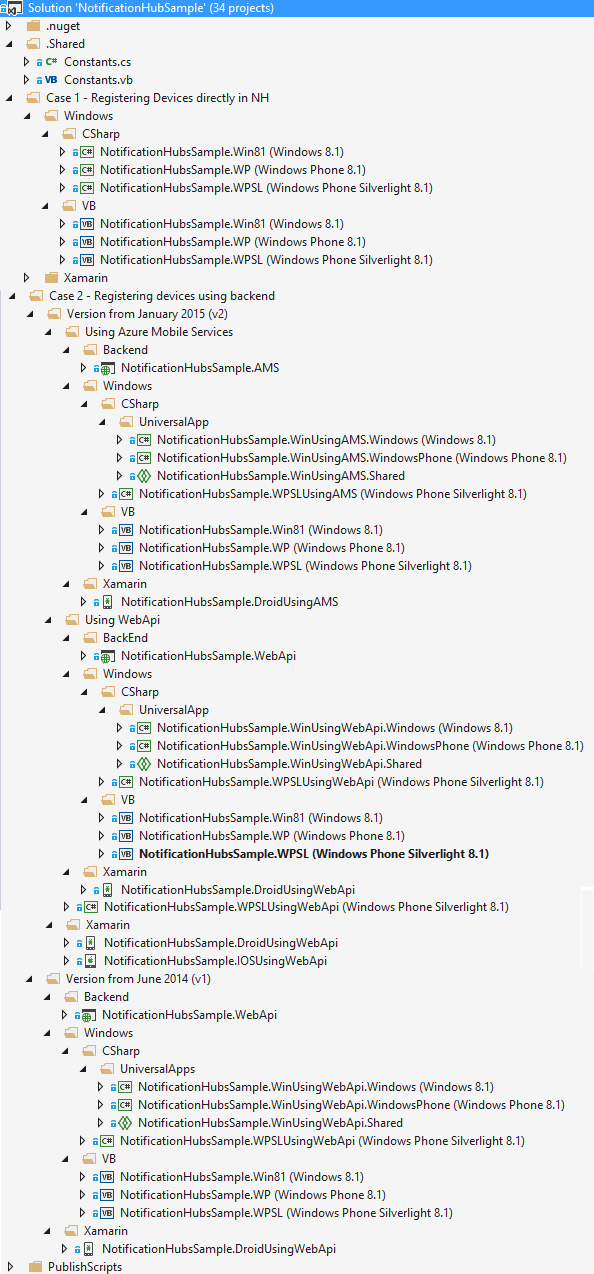 Solution 'NotificationHubSample' (34 projects)
.nuget
.Shared
C# Constants.cs
VB Constants.vb
Case 1 - Registering Devices directly in NH
Windows
CSharp
C# NotificationHubsSample.Win81 (Windows 8.1)
C# NotificationHubsSample.WP (Windows Phone 8.1)
C# NotificationHubsSample.WPSL (Windows Phone Silverlight 8.1)
VB
VB NotificationHubsSample.Win81 (Windows 8.1)
VB NotificationHubsSample.WP (Windows Phone 8.1)
VB NotificationHubsSample.WPSL (Windows Phone Silverlight 8.1)
Xamarin
Case 2 - Registering devices using backend
Version from January 2015 (v2)
Using Azure Mobile Services
Backend
NotificationHubsSample.AMS
Windows
CSharp
UniversalApp
C# NotificationHubsSample.WinUsingAMS.Windows (Windows 8.1)
C# NotificationHubsSample.WinUsingAMS.WindowsPhone (Windows Phone 8.1)
NotificationHubsSample.WinUsingAMS.Shared
C# NotificationHubsSample.WPSLUsingAMS (Windows Phone Silverlight 8.1)
VB
VB NotificationHubsSample.Win81 (Windows 8.1)
VB NotificationHubsSample.WP (Windows Phone 8.1)
VB NotificationHubsSample.WPSL (Windows Phone Silverlight 8.1)
Xamarin
NotificationHubsSample.DroidUsingAMS
Using WebApi
BackEnd
NotificationHubsSample.WebApi
Windows
CSharp
UniversalApp
C# NotificationHubsSample.WinUsingWebApi.Windows (Windows 8.1)
C# NotificationHubsSample.WinUsingWebApi.WindowsPhone (Windows Phone 8.1)
NotificationHubsSample.WinUsingWebApi.Shared
C# NotificationHubsSample.WPSLUsingWebApi (Windows Phone Silverlight 8.1)
VB
VB NotificationHubsSample.Win81 (Windows 8.1)
VB NotificationHubsSample.WP (Windows Phone 8.1)
VB NotificationHubsSample.WPSL (Windows Phone Silverlight 8.1)
Xamarin
NotificationHubsSample.DroidUsingWebApi
C# NotificationHubsSample.WPSLUsingWebApi (Windows Phone Silverlight 8.1)
Xamarin
NotificationHubsSample.DroidUsingWebApi
NotificationHubsSample.IOSUsingWebApi
Version from June 2014 (v1)
Backend
NotificationHubsSample.WebApi
Windows
CSharp
UniversalApps
C# NotificationHubsSample.WinUsingWebApi.Windows (Windows 8.1)
C# NotificationHubsSample.WinUsingWebApi.WindowsPhone (Windows Phone 8.1)
NotificationHubsSample.WinUsingWebApi.Shared
C# NotificationHubsSample.WPSLUsingWebApi (Windows Phone Silverlight 8.1)
VB
VB NotificationHubsSample.Win81 (Windows 8.1)
VB NotificationHubsSample.WP (Windows Phone 8.1)
VB NotificationHubsSample.WPSL (Windows Phone Silverlight 8.1)
Xamarin
NotificationHubsSample.DroidUsingWebApi
PublishScripts